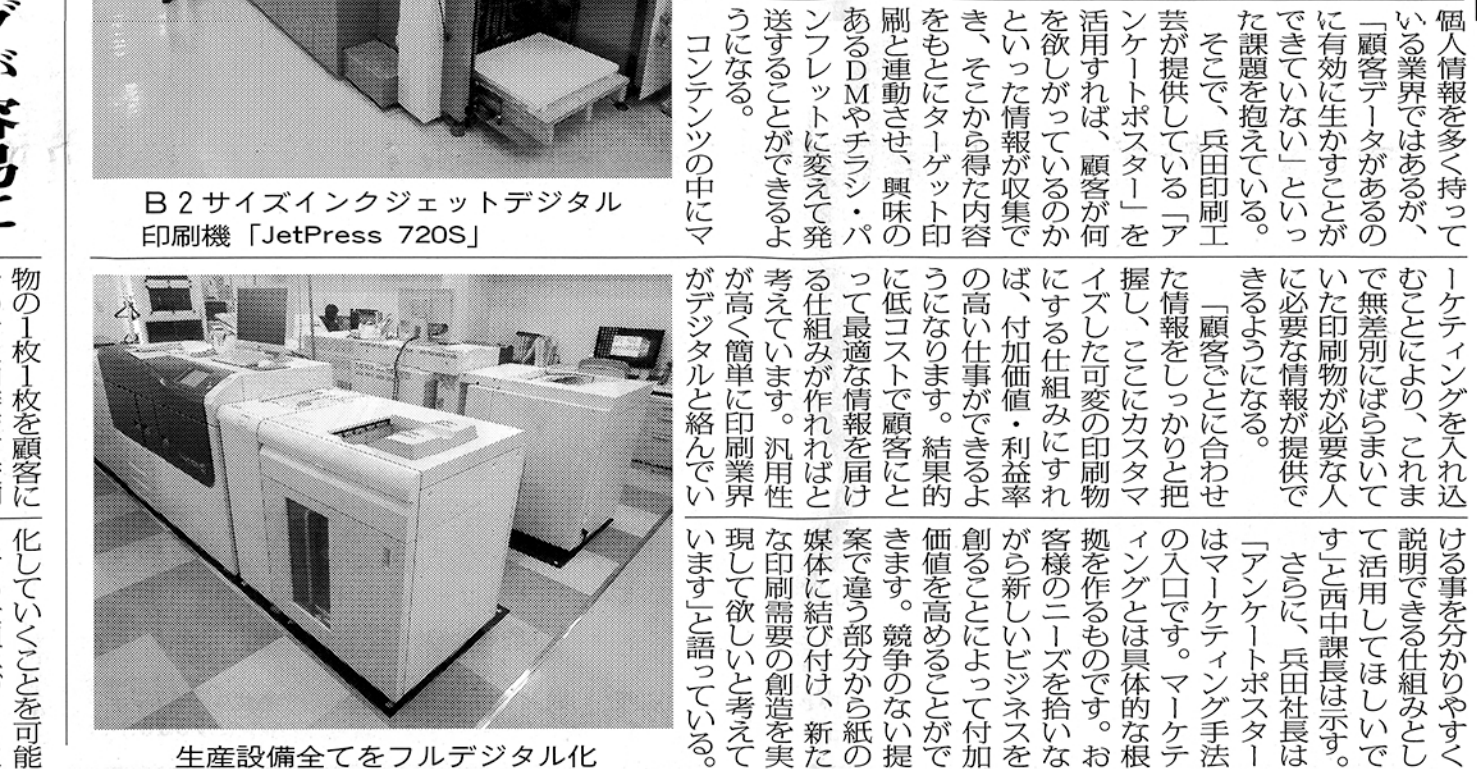 個人情報を多く持って
いる業界ではあるが、
「顧客データがあるの
に有効に生かすことが
できていない」といっ
た課題を抱えている。
そこで、兵田印刷工
芸が提供している「ア
ンケートポスター」を
活用すれば、顧客が何
を欲しがっているのか
といった情報が収集で
き、そこから得た内容
をもとにターゲット印
刷と連動させ、興味の
あるDMやチラシ・パ
ンフレットに変えて発
送することができるよ
うになる。
コンテンツの中にマ
ーケティングを入れ込
むことにより、これま
で無差別にばらまいて
いた印刷物が必要な人
に必要な情報が提供で
きるようになる。
「顧客ごとに合わせ
た情報をしっかりと把
握し、ここにカスタマ
イズした可変の印刷物
にする仕組みにすれ
ば、付加価値・利益率
の高い仕事ができるよ
うになります。結果的
に低コストで顧客にと
って最適な情報を届け
る仕組みが作れればと
考えています。汎用性
が高く簡単に印刷業界
がデジタルと絡んでい
ける事を分かりやすく
説明できる仕組みとし
て活用してほしいで
す」と西中課長は示す。
さらに、兵田社長は
「アンケートポスター
はマーケティング手法
の入口です。マーケテ
ィングとは具体的な根
拠を作るものです。お
客様のニーズを拾いな
がら新しいビジネスを
創ることによって付加
価値を高めることがで
きます。競争のない提
案で違う部分から紙の
媒体に結び付け、新た
な印刷需要の創造を実
現して欲しいと考えて
います」と語っている。
B2サイズインクジェットデジタル
印刷機「JetPress 720S」
生産設備全てをフルデジタル化
物の1枚1枚を顧客に
化していくことを可能